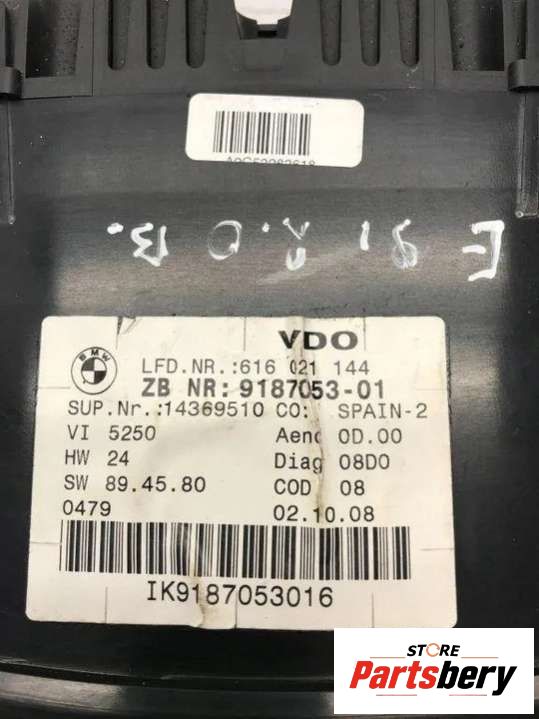 E 91 2.0 B.
BMW
VDO
LFD.NR.:616 021 144
ZB NR: 9187053-01
SUP.Nr.:14369510 CO: SPAIN-2
VI 5250 Aend 0D.00
HW 24 Diag 08D0
SW 89.45.80 COD 08
0479 02.10.08
IK9187053016
STORE
Partsbery